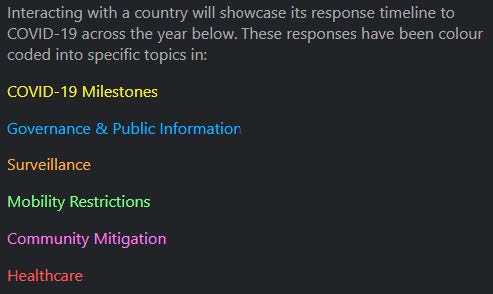 Interacting with a country will showcase its response timeline to
COVID-19 across the year below. These responses have been colour
coded into specific topics in:
COVID-19 Milestones
Governance & Public Information
Surveillance
Mobility Restrictions
Community Mitigation
Healthcare